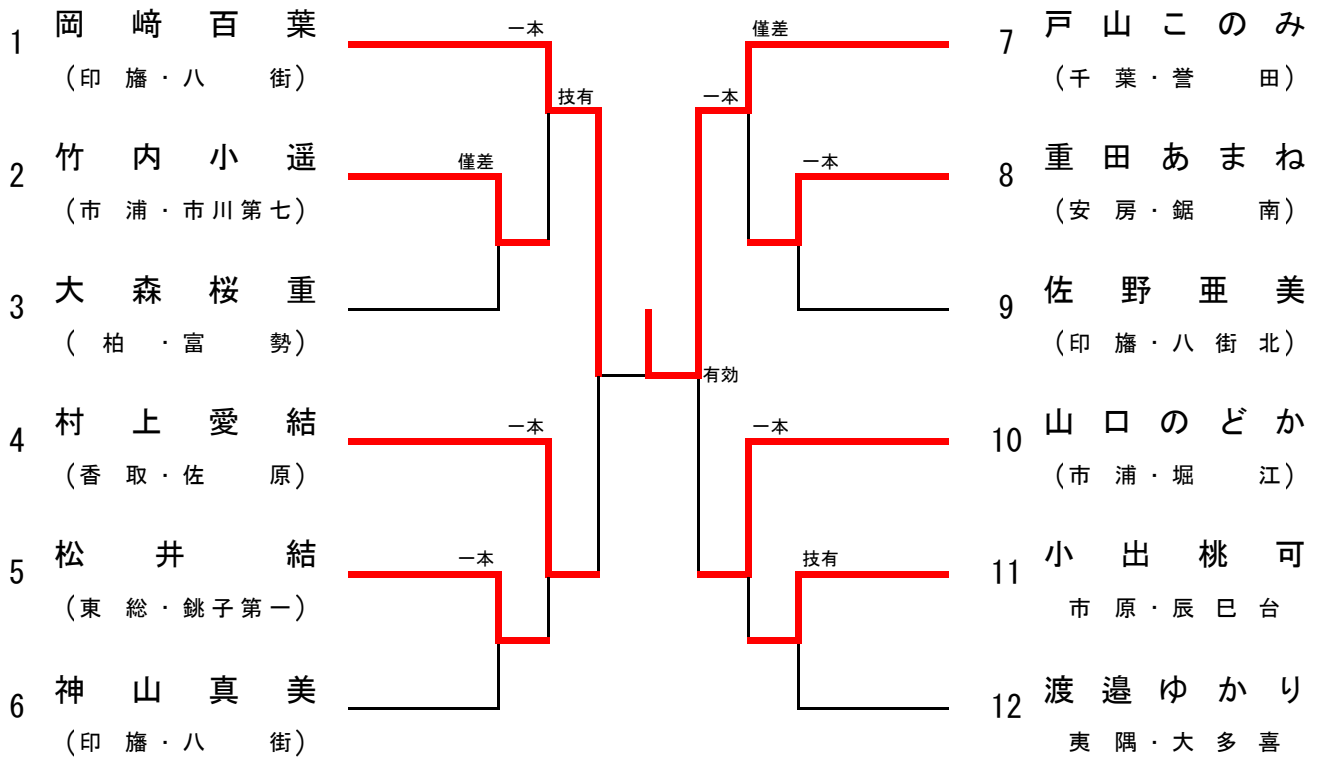 1 岡﨑百葉
(印旛・八街)
2 竹内小遥
(市浦・市川第七)
3 大森桜重
(柏・富勢)
4 村上愛結
(香取・佐原)
5 松井結
(東総・銚子第一)
6 神山真美
(印旛・八街)
一本
技有
僅差
一本
一本
僅差
一本
一本
有効
一本
技有
7 戸山このみ
(千葉・誉田)
8 重田あまね
(安房・鋸南)
9 佐野亜美
(印旛・八街北)
10 山口のどか
(市浦・堀江)
11 小出桃可
市原・辰巳台
12 渡邉ゆかり
夷隅・大多喜